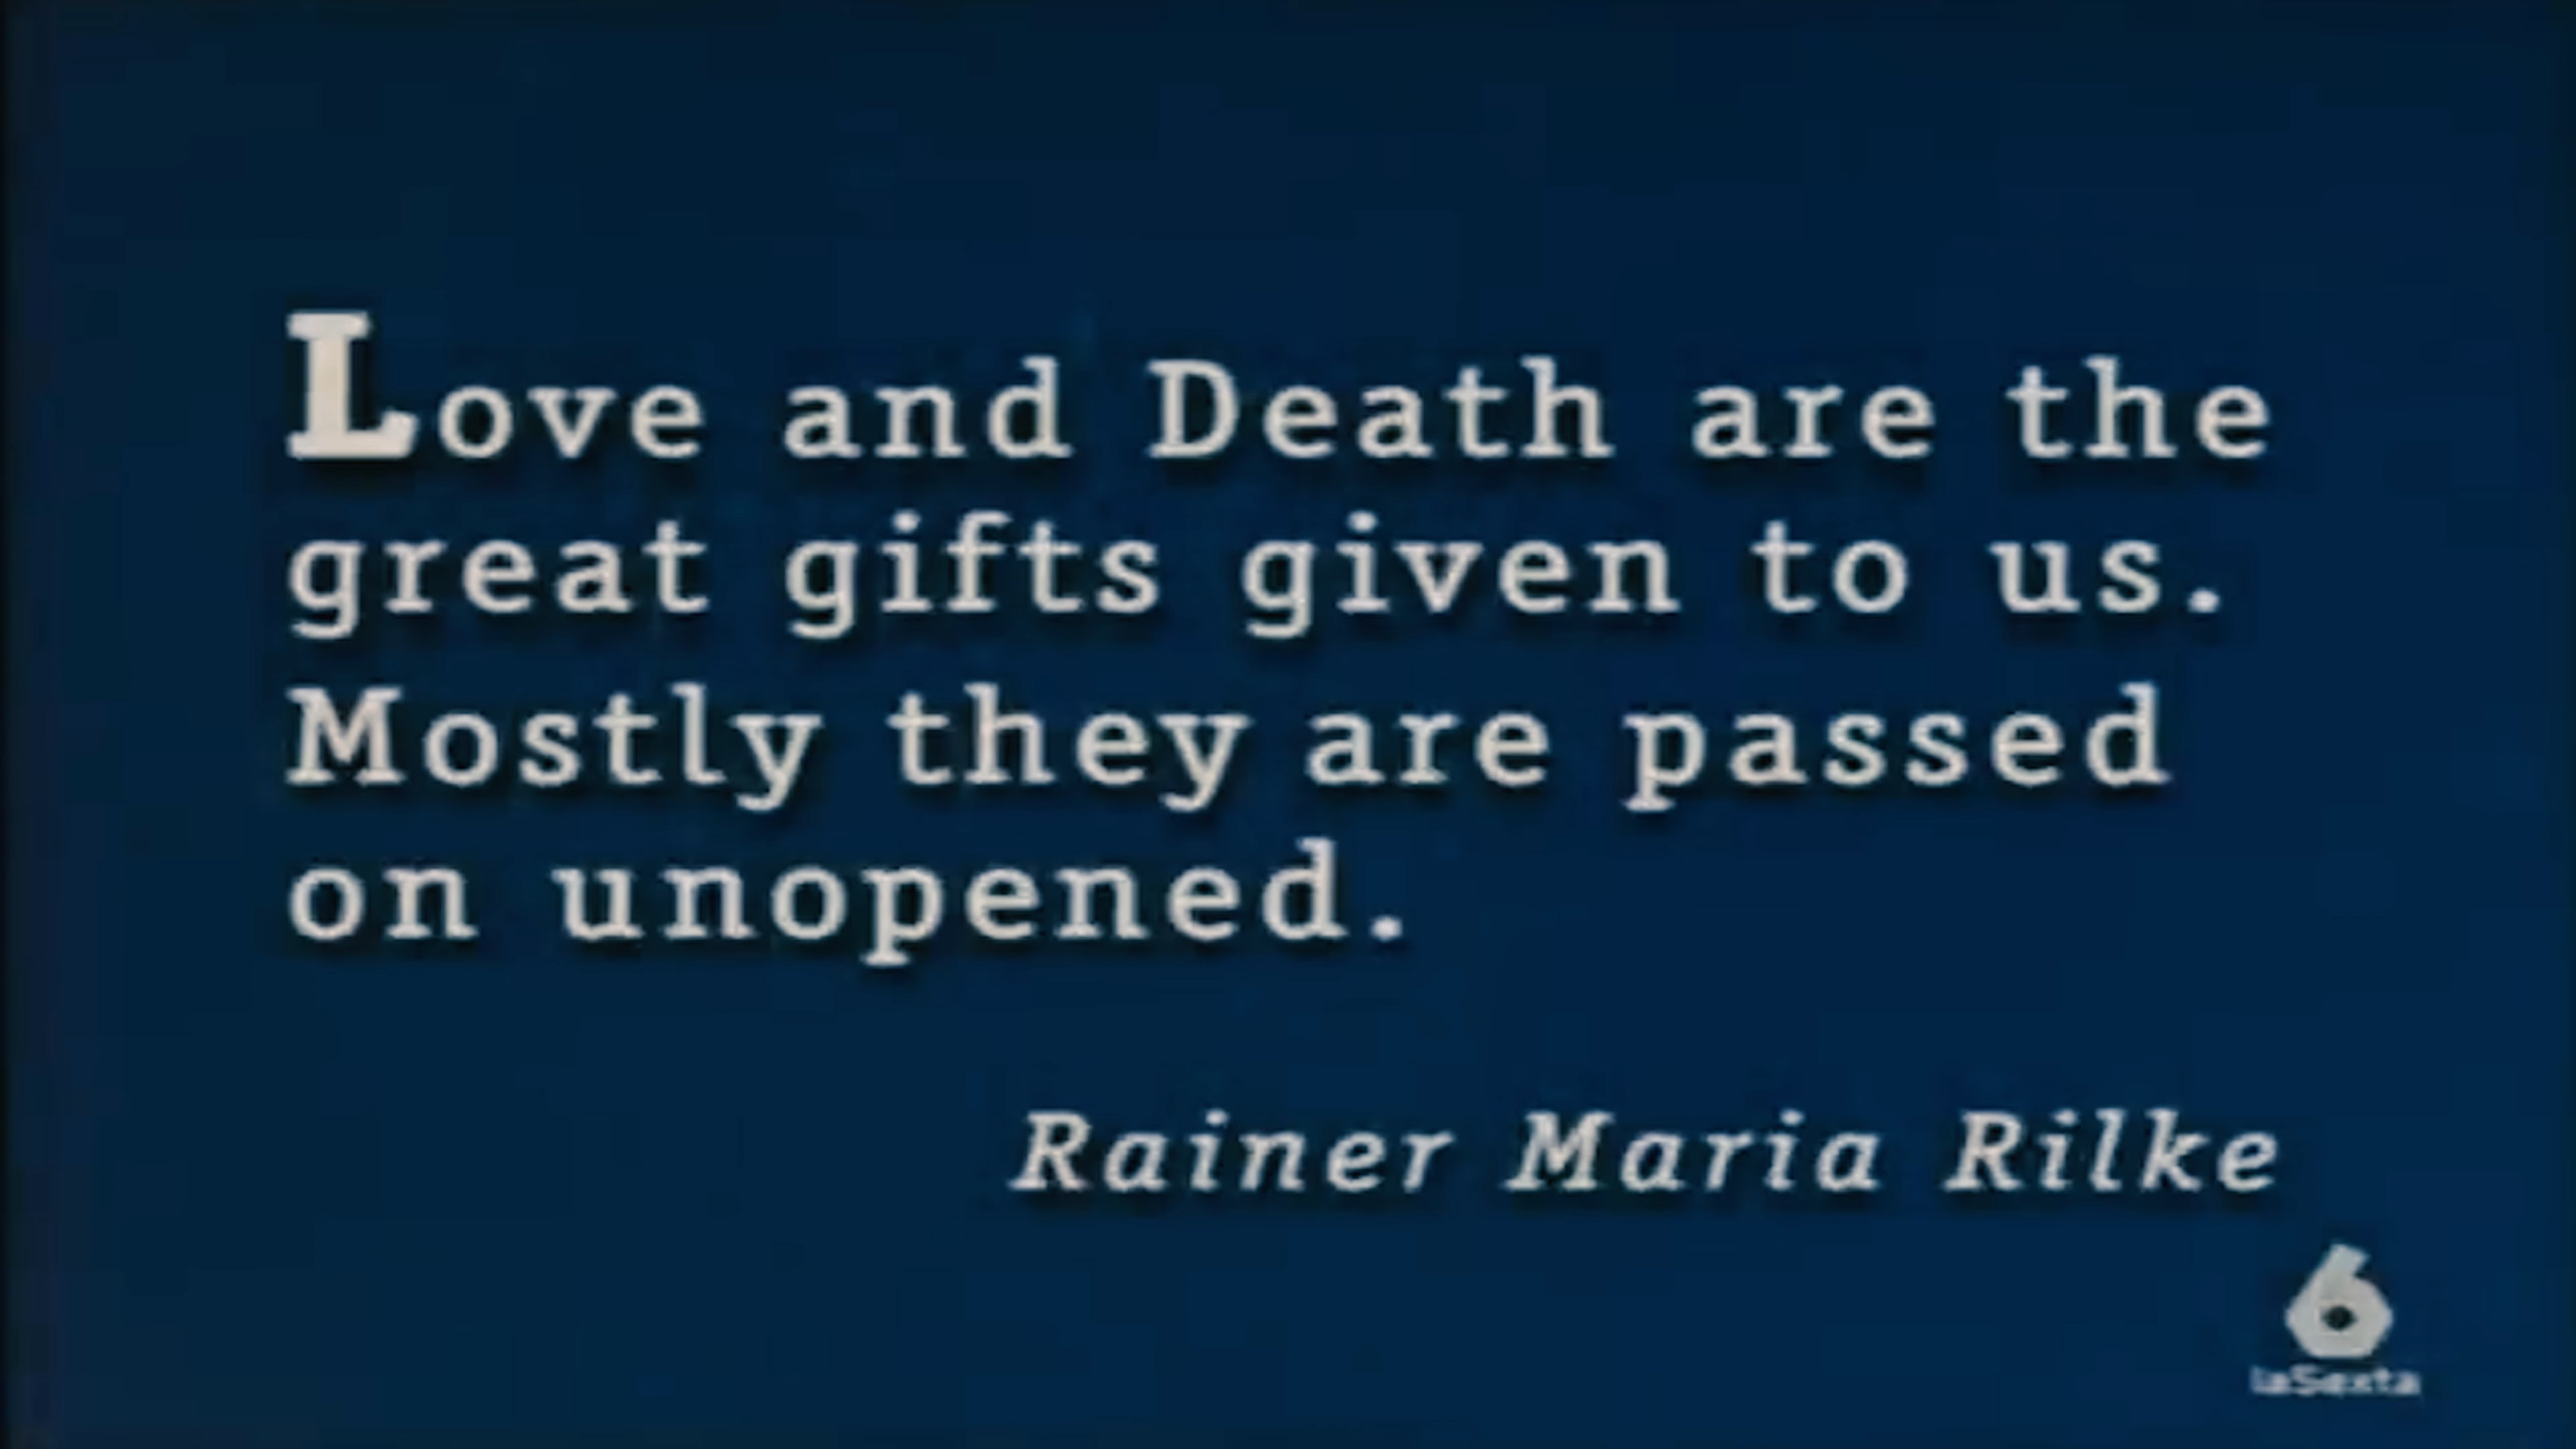 Love and Death are the
great gifts given to us.
Mostly they are passed
on unopened.
Rainer Maria Rilke
6
laSexta